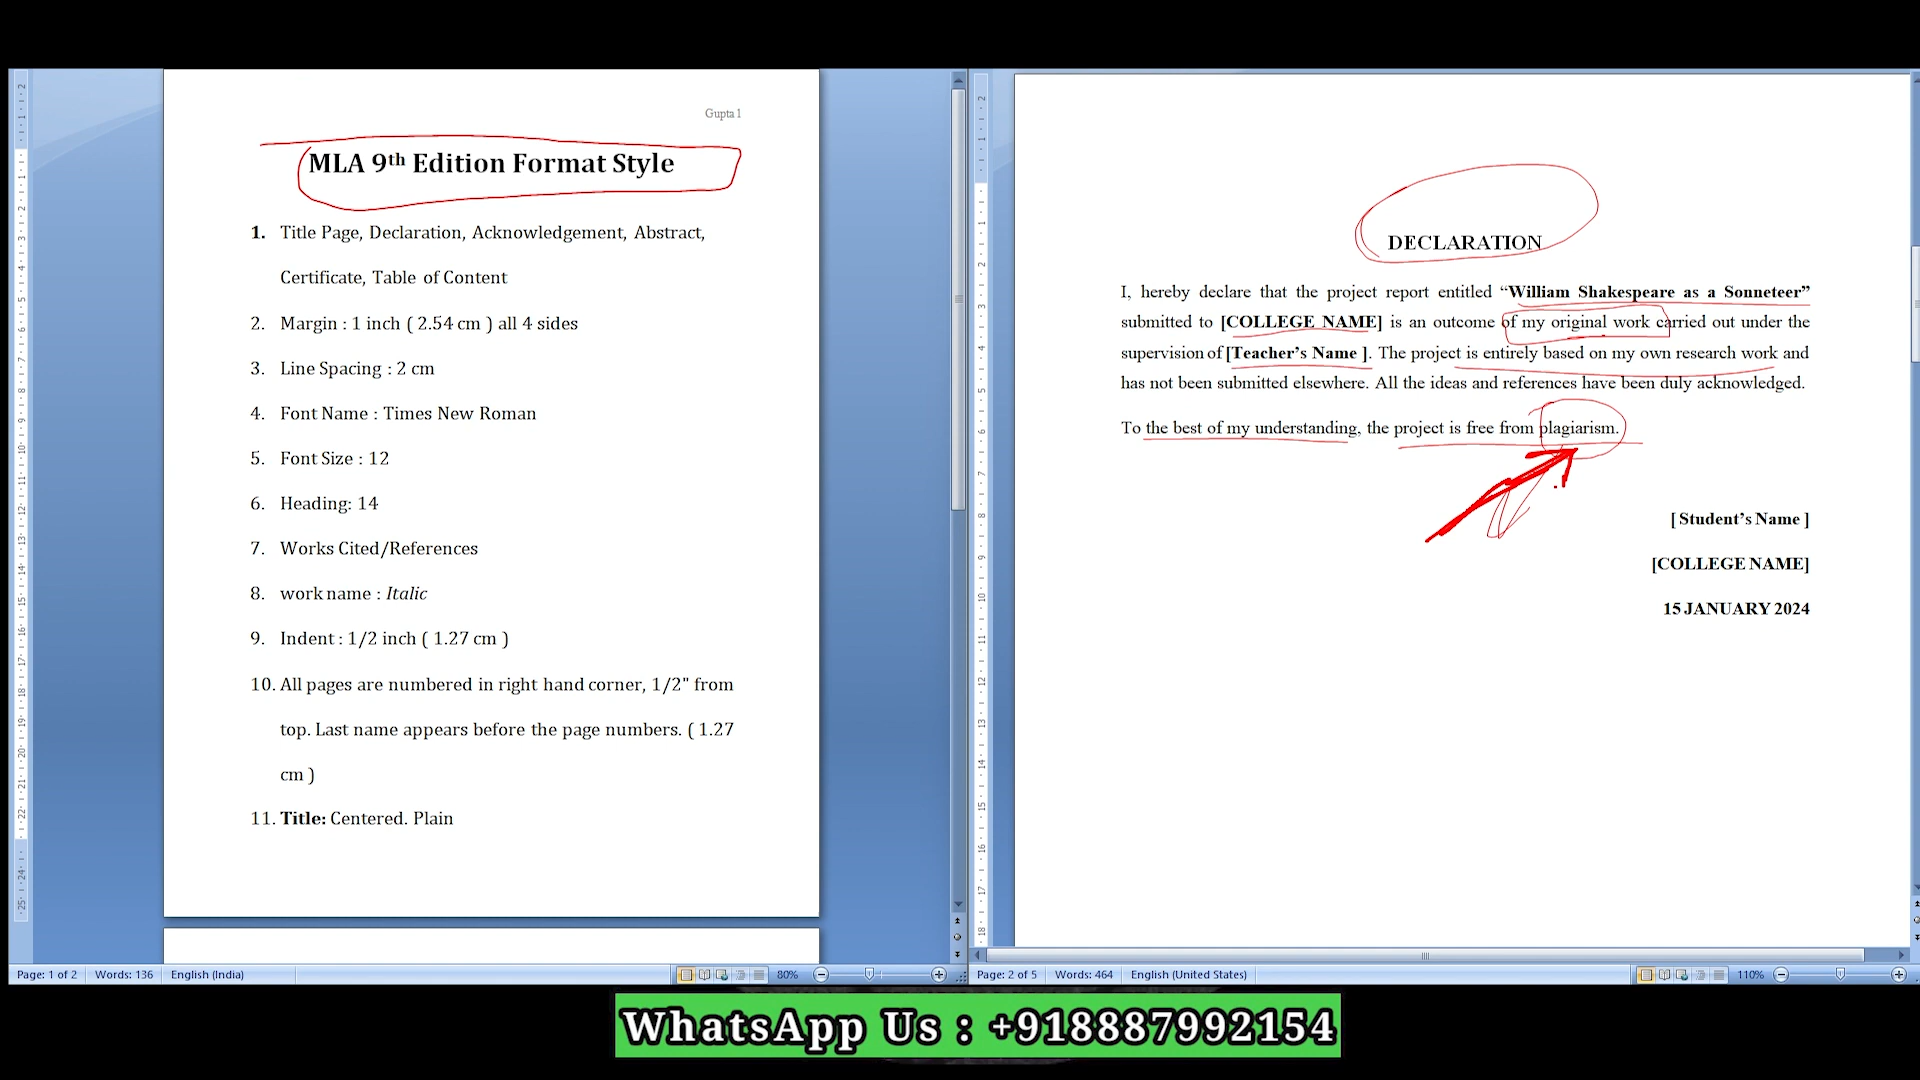 Gupta 1
MLA 9th Edition Format Style
1. Title Page, Declaration, Acknowledgement, Abstract,
Certificate, Table of Content
2. Margin : 1 inch ( 2.54 cm ) all 4 sides
3. Line Spacing : 2 cm
4. Font Name : Times New Roman
5. Font Size : 12
6. Heading: 14
7. Works Cited/References
8. work name : Italic
9. Indent : 1/2 inch ( 1.27 cm )
10. All pages are numbered in right hand corner, 1/2" from
top. Last name appears before the page numbers. ( 1.27
cm )
11. Title: Centered. Plain
Page: 1 of 2 Words: 136 English (India) 80%
DECLARATION
I, hereby declare that the project report entitled “William Shakespeare as a Sonneteer”
submitted to [COLLEGE NAME] is an outcome of my original work carried out under the
supervision of [Teacher’s Name ]. The project is entirely based on my own research work and
has not been submitted elsewhere. All the ideas and references have been duly acknowledged.
To the best of my understanding, the project is free from plagiarism.
[ Student’s Name ]
[COLLEGE NAME]
15 JANUARY 2024
Page: 2 of 5 Words: 464 English (United States) 110%
WhatsApp Us : +918887992154